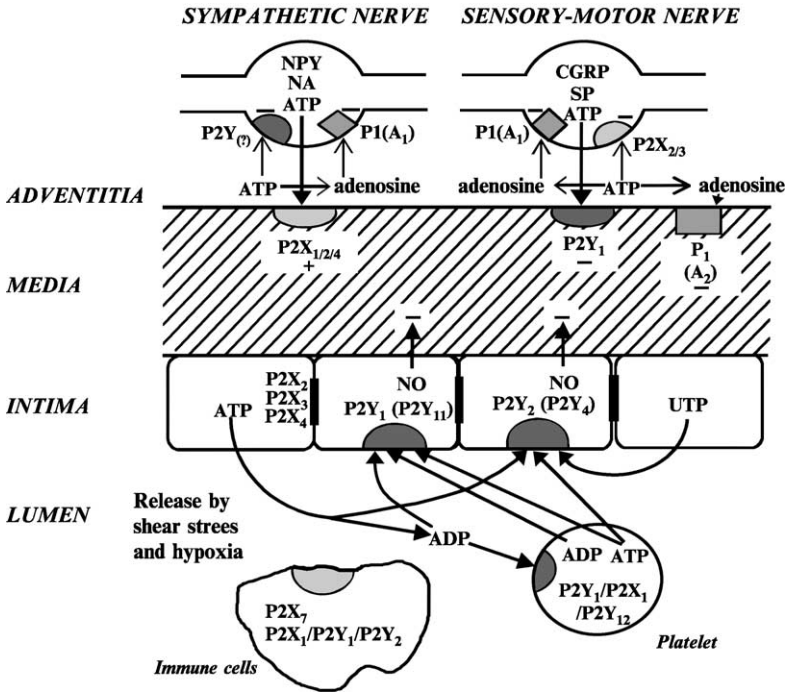 SYMPATHETIC NERVE
SENSORY-MOTOR NERVE
NPY
NA
ATP
CGRP
SP
ATP
P2Y(?)
P1(A1)
P1(A1)
P2X2/3
ATP
adenosine
adenosine
ATP
adenosine
ADVENTITIA
P2X1/2/4
+
P2Y1
–
P1
(A2)
–
MEDIA
–
–
INTIMA
ATP
P2X2
P2X3
P2X4
NO
P2Y1 (P2Y11)
NO
P2Y2 (P2Y4)
UTP
LUMEN
Release by
shear strees
and hypoxia
ADP
ADP
ATP
P2Y1/P2X1
/P2Y12
Platelet
P2X7
P2X1/P2Y1/P2Y2
Immune cells